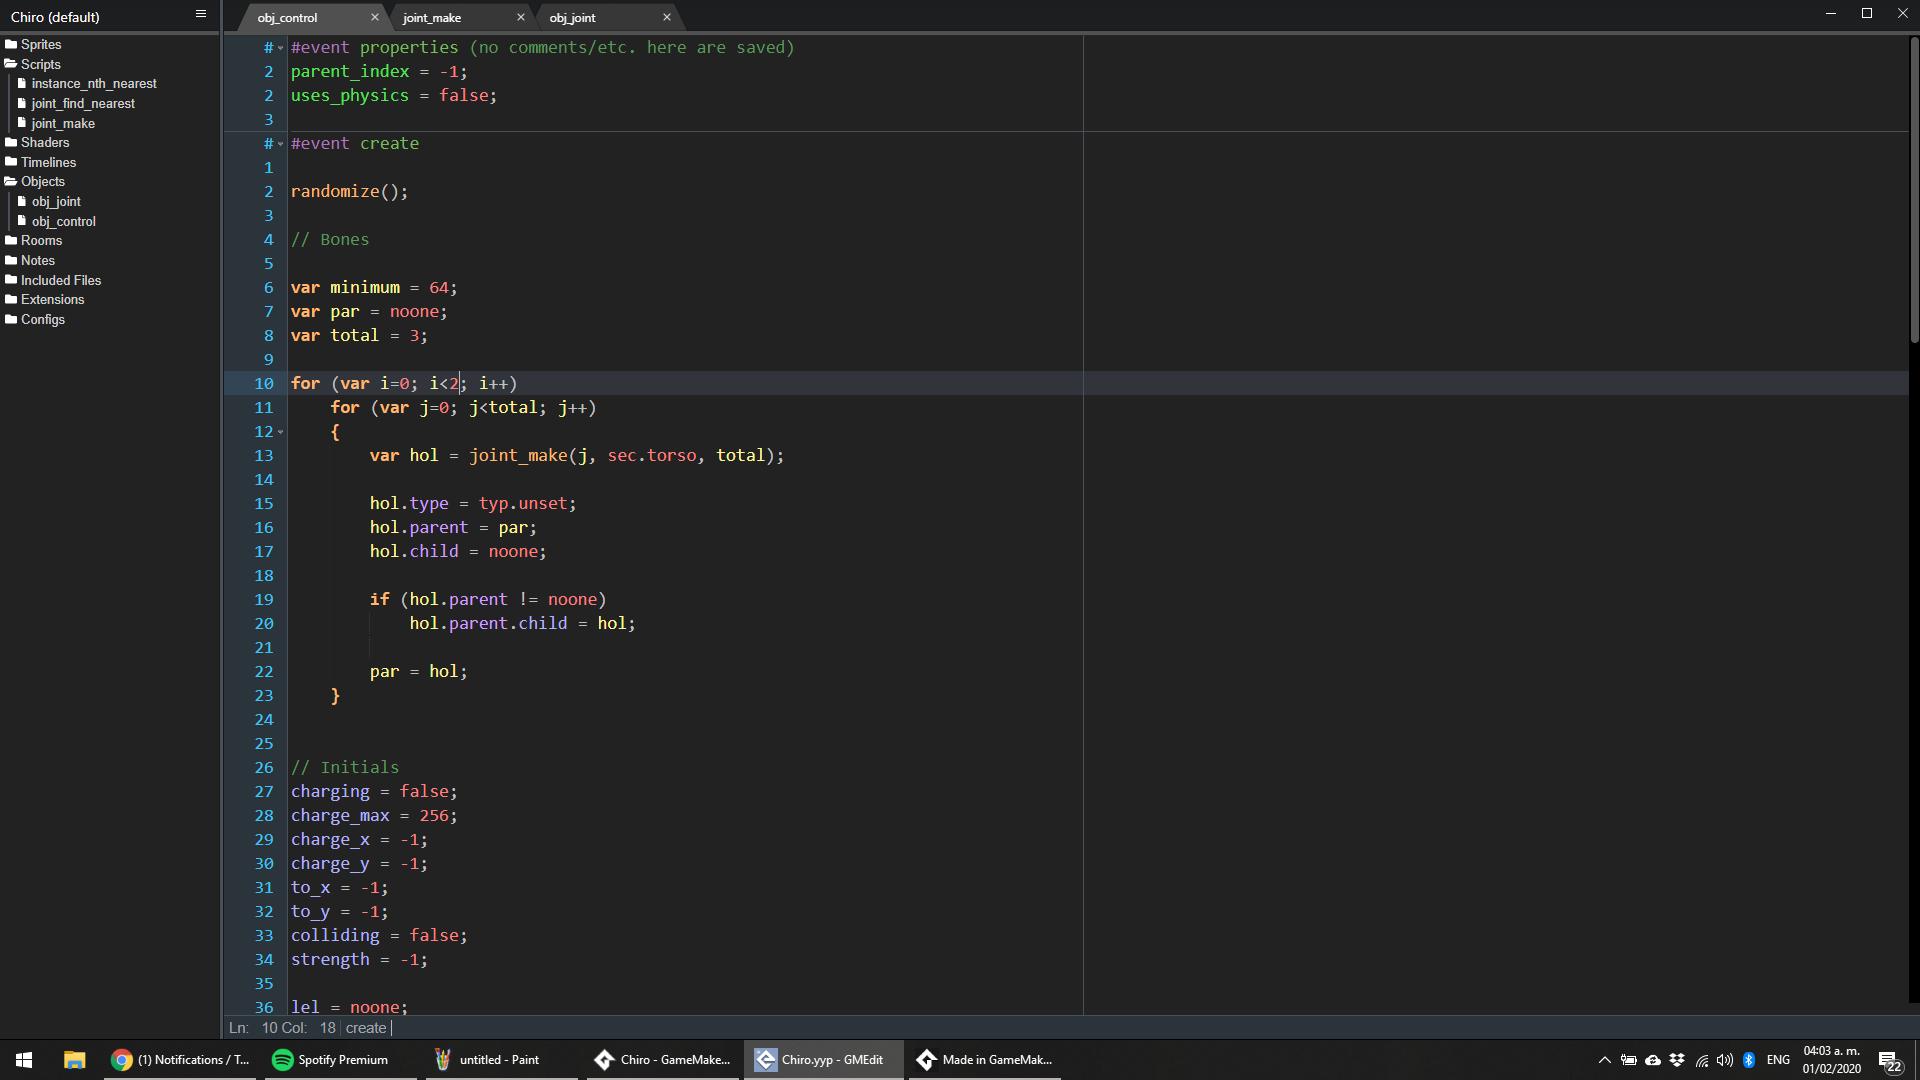 Chiro (default)
Sprites
Scripts
instance_nth_nearest
joint_find_nearest
joint_make
Shaders
Timelines
Objects
obj_joint
obj_control
Rooms
Notes
Included Files
Extensions
Configs
obj_control × joint_make × obj_joint ×
# #event properties (no comments/etc. here are saved)
2 parent_index = -1;
2 uses_physics = false;
3
# #event create
1
2 randomize();
3
4 // Bones
5
6 var minimum = 64;
7 var par = noone;
8 var total = 3;
9
10 for (var i=0; i<2; i++)
11 for (var j=0; j<total; j++)
12 {
13 var hol = joint_make(j, sec.torso, total);
14
15 hol.type = typ.unset;
16 hol.parent = par;
17 hol.child = noone;
18
19 if (hol.parent != noone)
20 hol.parent.child = hol;
21
22 par = hol;
23 }
24
25
26 // Initials
27 charging = false;
28 charge_max = 256;
29 charge_x = -1;
30 charge_y = -1;
31 to_x = -1;
32 to_y = -1;
33 colliding = false;
34 strength = -1;
35
36 lel = noone;
Ln: 10 Col: 18 create
(1) Notifications / T... Spotify Premium untitled - Paint Chiro - GameMake... Chiro.yyp - GMEdit Made in GameMak... ENG 04:03 a. m. 22
01/02/2020